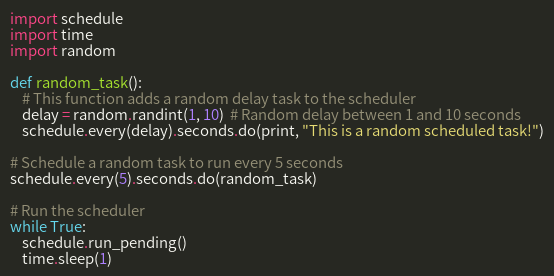 import schedule
import time
import random

def random_task():
    # This function adds a random delay task to the scheduler
    delay = random.randint(1, 10)  # Random delay between 1 and 10 seconds
    schedule.every(delay).seconds.do(print, "This is a random scheduled task!")

# Schedule a random task to run every 5 seconds
schedule.every(5).seconds.do(random_task)

# Run the scheduler
while True:
    schedule.run_pending()
    time.sleep(1)